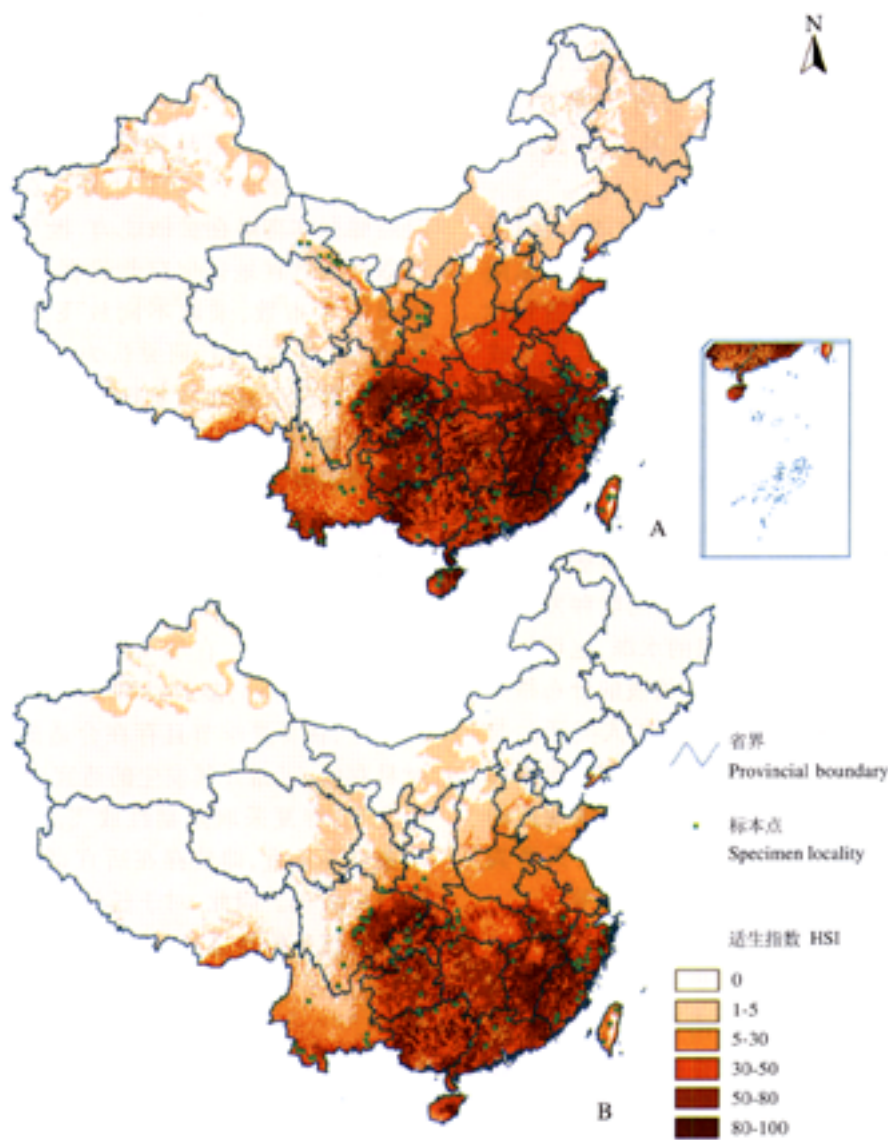 N
A
省界
Provincial boundary
标本点
Specimen locality
适生指数 HSI
0
1-5
5-30
30-50
50-80
80-100
B